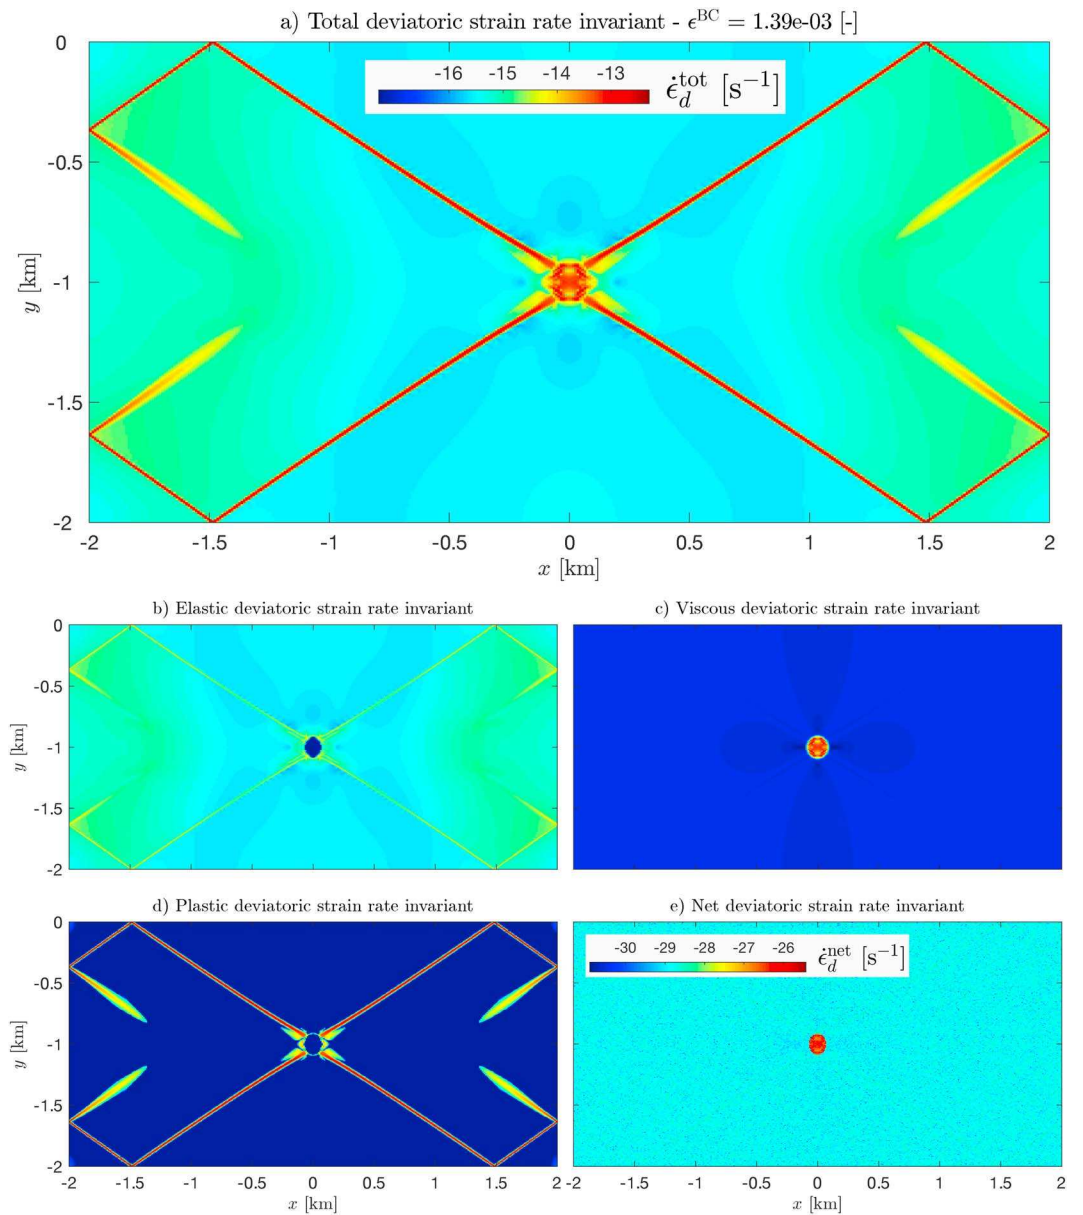 a) Total deviatoric strain rate invariant - ϵ^BC = 1.39e-03 [-]
0
-0.5
-1
-1.5
-2
y [km]
-16 -15 -14 -13
ϵ̇_d^tot [s⁻¹]
-2 -1.5 -1 -0.5 0 0.5 1 1.5 2
x [km]
b) Elastic deviatoric strain rate invariant
0
-0.5
-1
-1.5
-2
y [km]
c) Viscous deviatoric strain rate invariant
d) Plastic deviatoric strain rate invariant
0
-0.5
-1
-1.5
-2
y [km]
-2 -1.5 -1 -0.5 0 0.5 1 1.5 2
x [km]
e) Net deviatoric strain rate invariant
-30 -29 -28 -27 -26
ϵ̇_d^net [s⁻¹]
-2 -1.5 -1 -0.5 0 0.5 1 1.5 2
x [km]